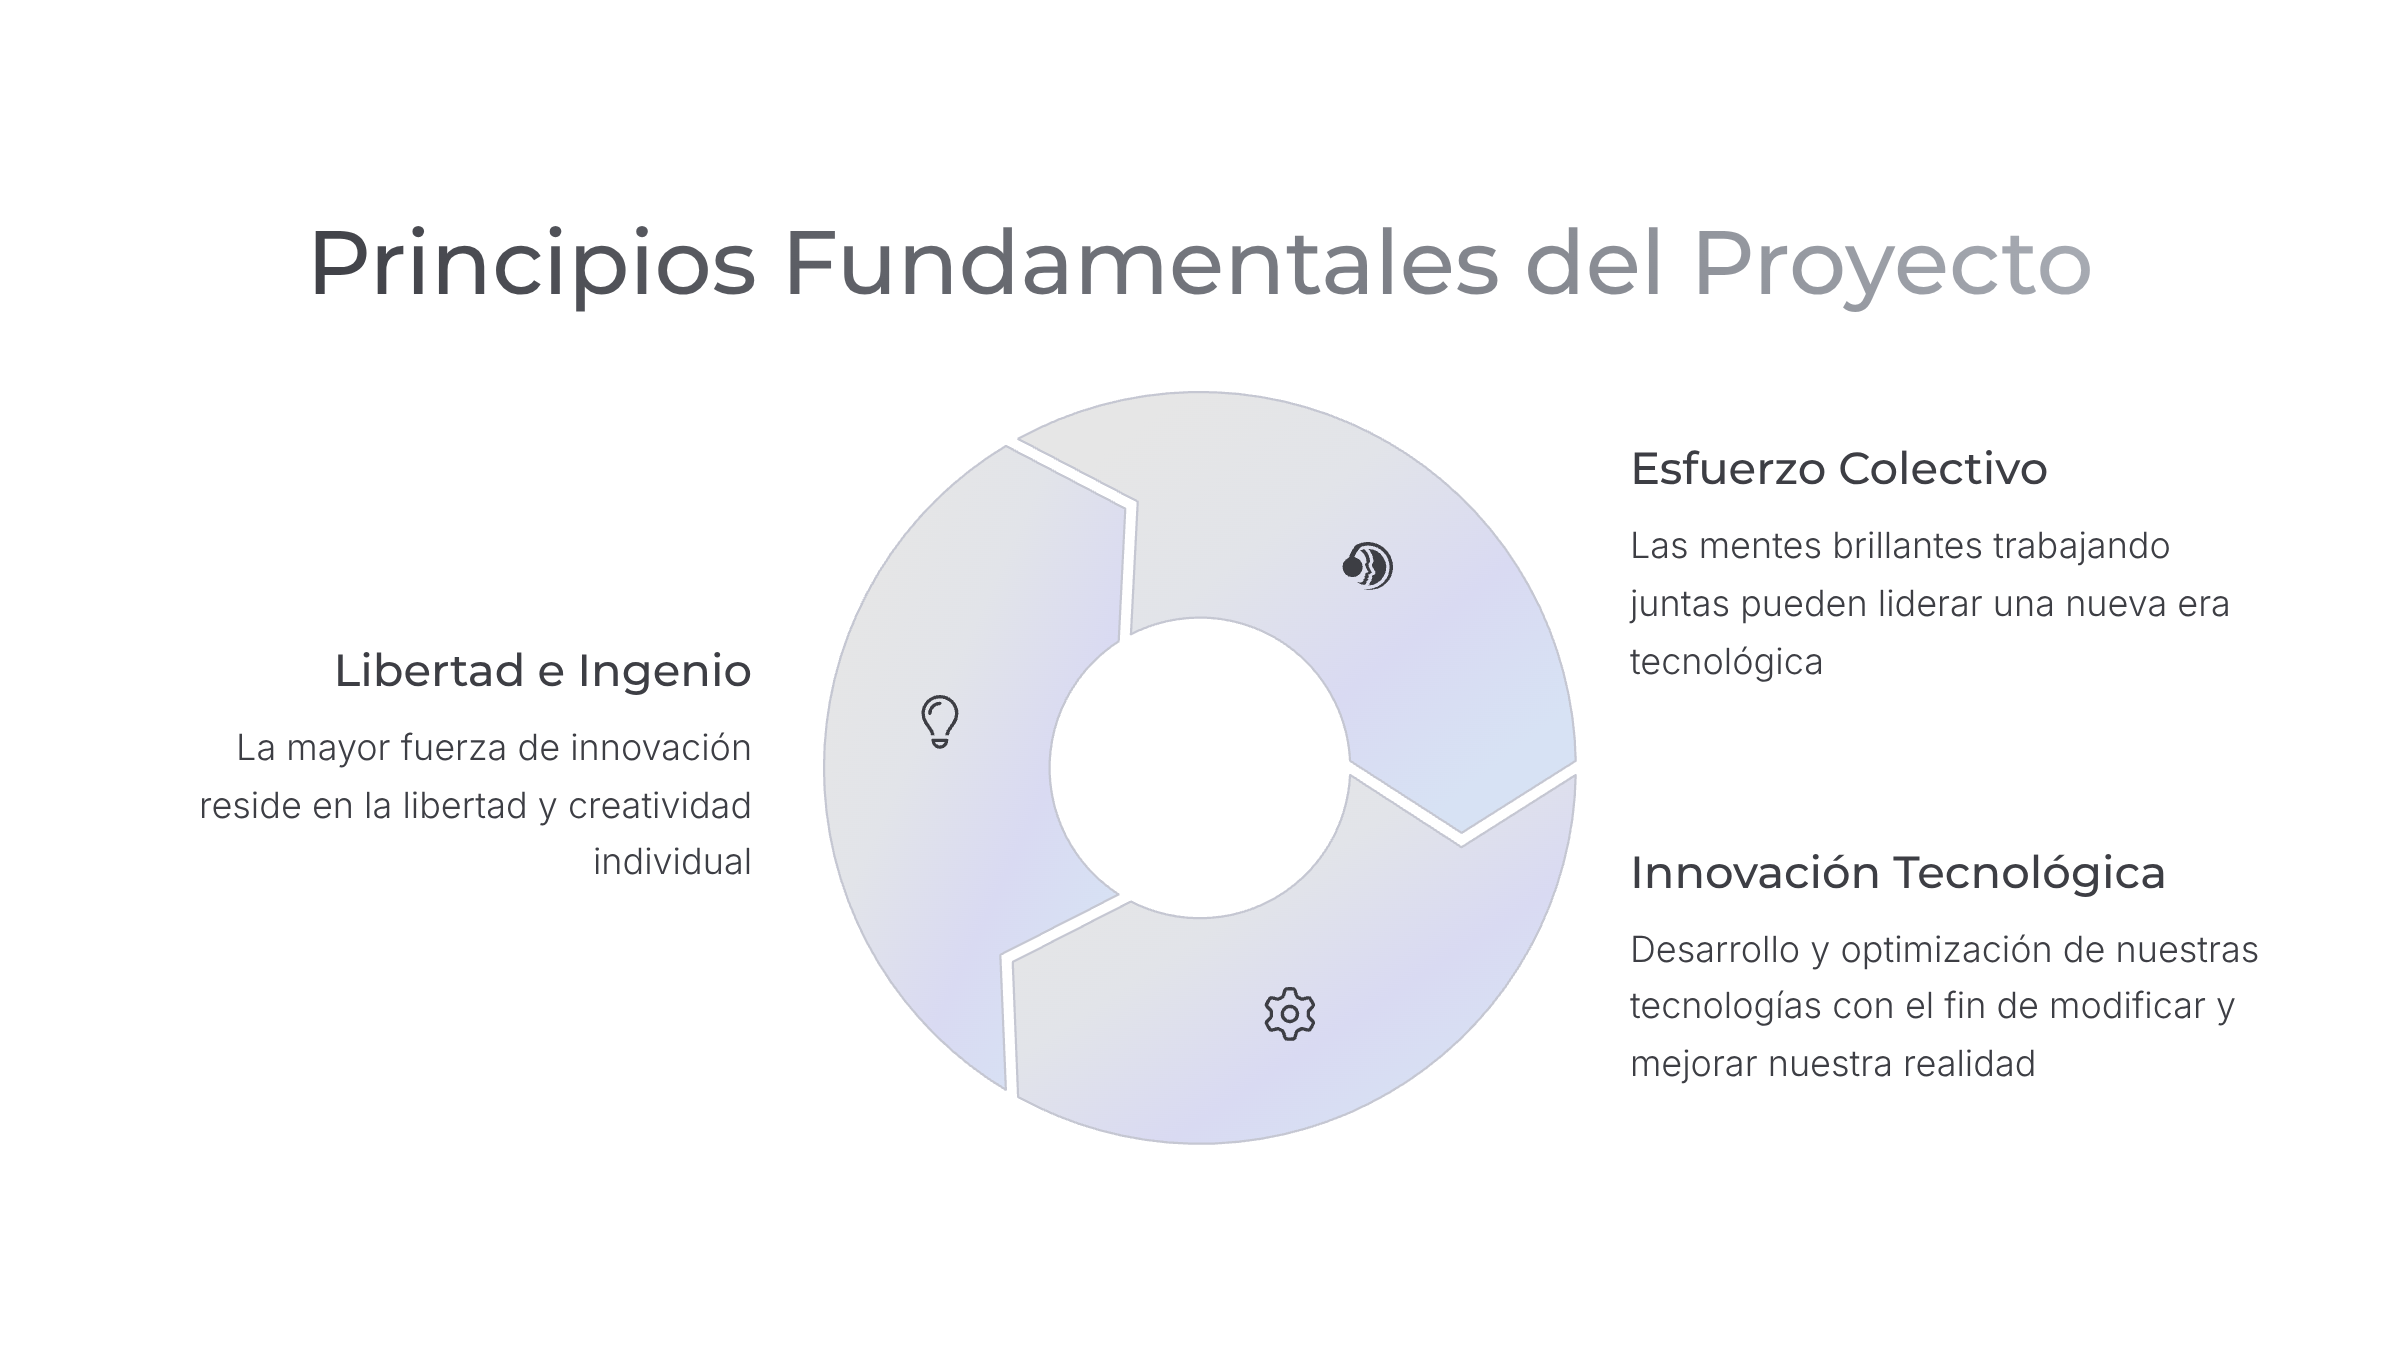 Principios Fundamentales del Proyecto
Esfuerzo Colectivo
Las mentes brillantes trabajando
juntas pueden liderar una nueva era
tecnológica
Libertad e Ingenio
La mayor fuerza de innovación
reside en la libertad y creatividad
individual
Innovación Tecnológica
Desarrollo y optimización de nuestras
tecnologías con el fin de modificar y
mejorar nuestra realidad